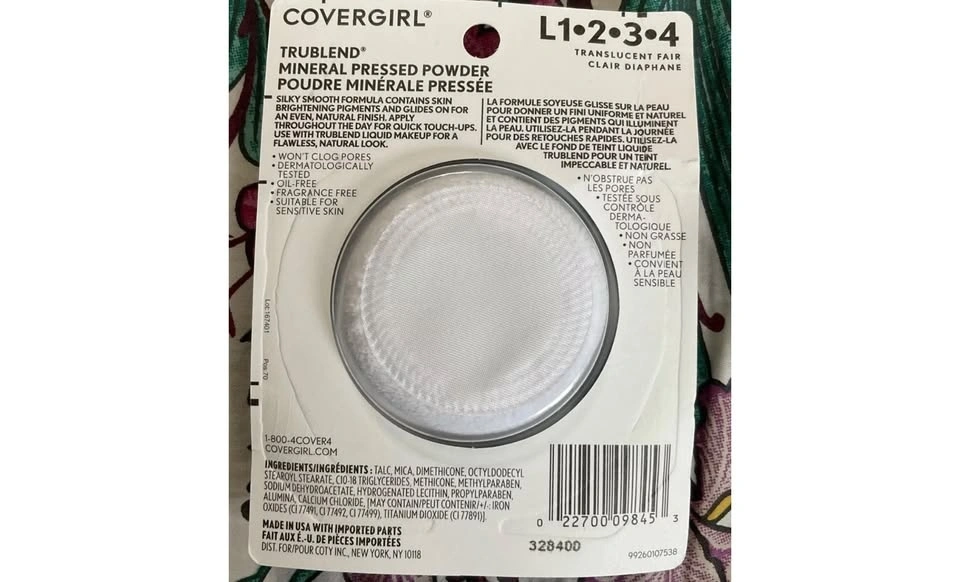 COVERGIRL®
L1•2•3•4
TRANSLUCENT FAIR
CLAIR DIAPHANE
TRUBLEND®
MINERAL PRESSED POWDER
POUDRE MINÉRALE PRESSÉE
SILKY SMOOTH FORMULA CONTAINS SKIN
BRIGHTENING PIGMENTS AND GLIDES ON FOR
AN EVEN, NATURAL FINISH. APPLY
THROUGHOUT THE DAY FOR QUICK TOUCH-UPS.
USE WITH TRUBLEND LIQUID MAKEUP FOR A
FLAWLESS, NATURAL LOOK.
• WON'T CLOG PORES
• DERMATOLOGICALLY
TESTED
• OIL-FREE
• FRAGRANCE FREE
• SUITABLE FOR
SENSITIVE SKIN
LA FORMULE SOYEUSE GLISSE SUR LA PEAU
POUR DONNER UN FINI UNIFORME ET NATUREL
ET CONTIENT DES PIGMENTS QUI ILLUMINENT
LA PEAU. UTILISEZ-LA PENDANT LA JOURNÉE
POUR DES RETOUCHES RAPIDES. UTILISEZ-LA
AVEC LE FOND DE TEINT LIQUIDE
TRUBLEND POUR UN TEINT
IMPECCABLE ET NATUREL.
• N'OBSTRUE PAS
LES PORES
• TESTÉE SOUS
CONTRÔLE
DERMA-
TOLOGIQUE
• NON GRASSE
• NON
PARFUMÉE
• CONVIENT
À LA PEAU
SENSIBLE
Lot: 167401
Pos: 70
1-800-4COVER4
COVERGIRL.COM
INGREDIENTS/INGRÉDIENTS : TALC, MICA, DIMETHICONE, OCTYLDODECYL
STEAROYL STEARATE, C10-18 TRIGLYCERIDES, METHICONE, METHYLPARABEN,
SODIUM DEHYDROACETATE, HYDROGENATED LECITHIN, PROPYLPARABEN,
ALUMINA, CALCIUM CHLORIDE, [MAY CONTAIN/PEUT CONTENIR/+/-: IRON
OXIDES (CI 77491, CI 77492, CI 77499), TITANIUM DIOXIDE (CI 77891)].
MADE IN USA WITH IMPORTED PARTS
FAIT AUX É.-U. DE PIÈCES IMPORTÉES
DIST. FOR/POUR COTY INC., NEW YORK, NY 10118
0 22700 09845 3
328400
99260107538